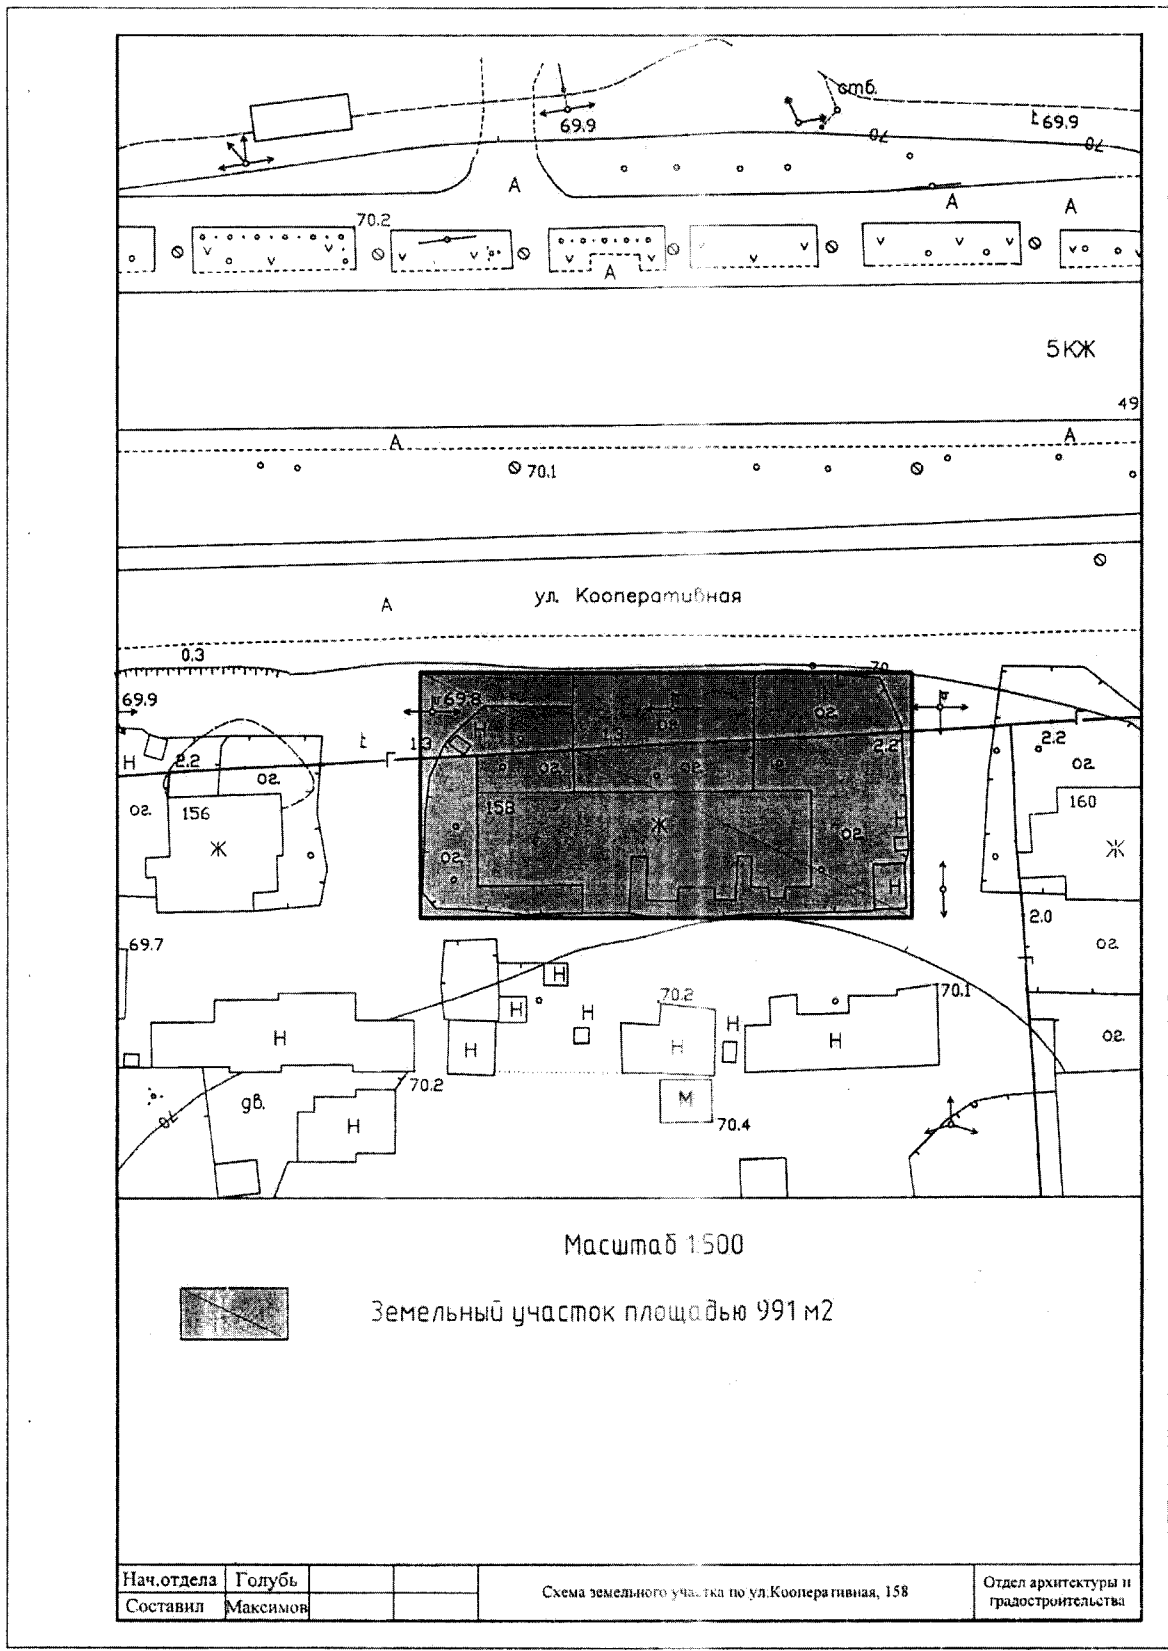 стб.
69.9
69.9
70
70
А
А
А
70.2
А
5КЖ
49
А
А
70.1
ул. Кооперативная
А
0.3
70
69.9
69.8
Н
ог.
ог.
1.3
1.3
2.2
2.2
2.2
Н
ог.
ог.
ог.
ог.
ог.
156
158
160
Ж
Ж
Ж
ог.
ог.
Н
Н
69.7
2.0
ог.
Н
Н
Н
70.2
70.1
Н
Н
Н
Н
Н
ог.
70.2
70
дв.
Н
М
70.4
Масштаб 1:500
Земельный участок площадью 991 м2
Нач.отдела Голубь
Составил Максимов
Схема земельного участка по ул.Кооперативная, 158
Отдел архитектуры и
градостроительства